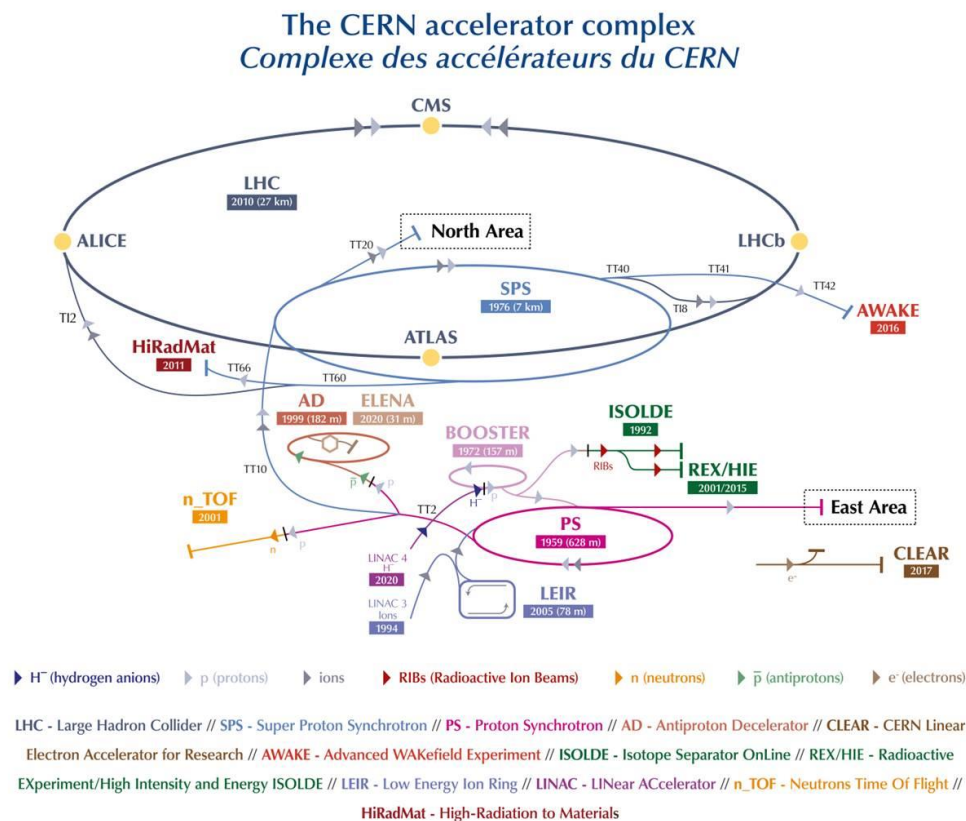 The CERN accelerator complex
Complexe des accélérateurs du CERN
CMS
LHC
2010 (27 km)
ALICE
TT20
North Area
LHCb
TT40
TT41
SPS
1976 (7 km)
TT42
TI2
TI8
AWAKE
2016
ATLAS
HiRadMat
2011
TT66
TT60
AD
1999 (182 m)
ELENA
2020 (31 m)
ISOLDE
1992
BOOSTER
1972 (157 m)
RIBs
REX/HIE
2001/2015
TT10
p̅
p
H⁻
p
n_TOF
2001
TT2
East Area
n
p
PS
1959 (628 m)
LINAC 4
H⁻
2020
CLEAR
2017
e⁻
LINAC 3
Ions
1994
LEIR
2005 (78 m)
H⁻ (hydrogen anions)
p (protons)
ions
RIBs (Radioactive Ion Beams)
n (neutrons)
p̅ (antiprotons)
e⁻ (electrons)
LHC - Large Hadron Collider // SPS - Super Proton Synchrotron // PS - Proton Synchrotron // AD - Antiproton Decelerator // CLEAR - CERN Linear
Electron Accelerator for Research // AWAKE - Advanced WAKefield Experiment // ISOLDE - Isotope Separator OnLine // REX/HIE - Radioactive
EXperiment/High Intensity and Energy ISOLDE // LEIR - Low Energy Ion Ring // LINAC - LINear ACcelerator // n_TOF - Neutrons Time Of Flight //
HiRadMat - High-Radiation to Materials